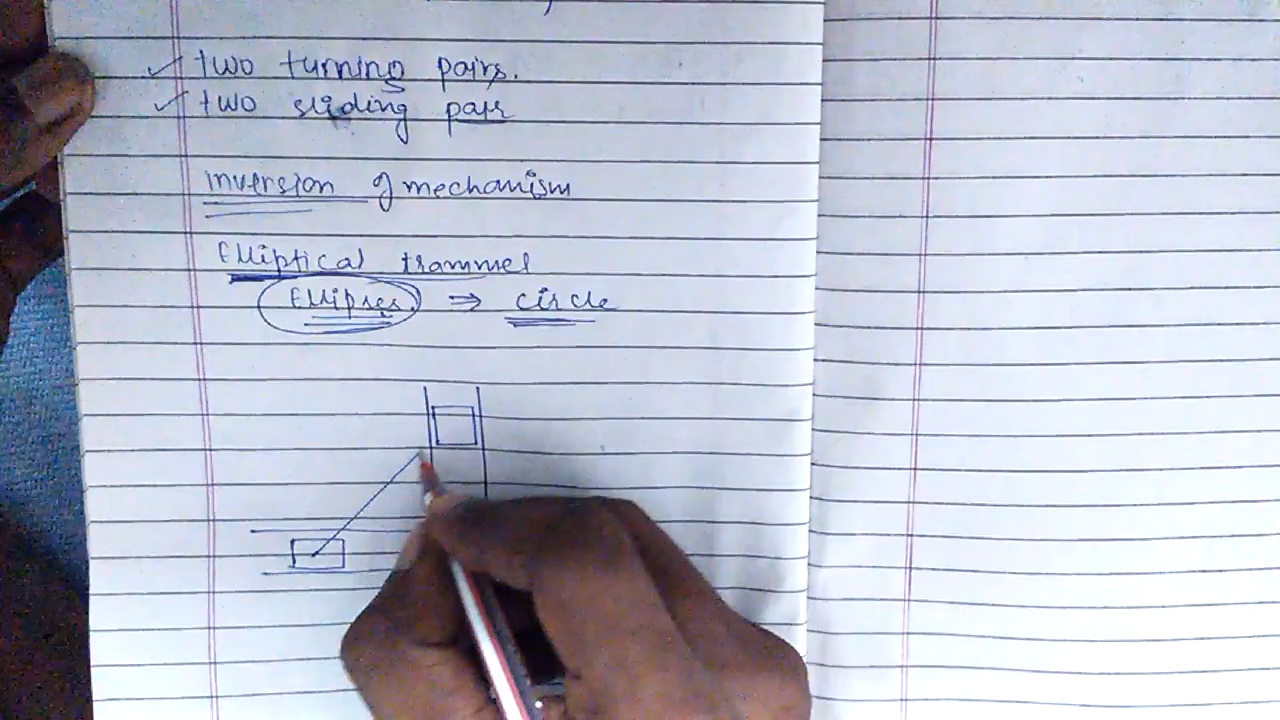 two turning pairs.
two sliding pair
inversion of mechanism
Elliptical trammel
Ellipses. ⇒ circle